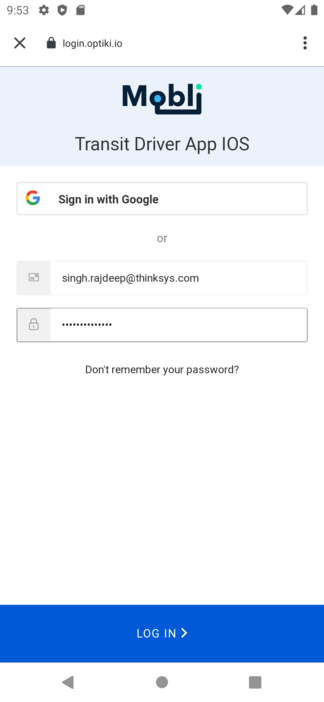 9:53
login.optiki.io
Mobli
Transit Driver App IOS
Sign in with Google
or
singh.rajdeep@thinksys.com
••••••••••••••
Don't remember your password?
LOG IN